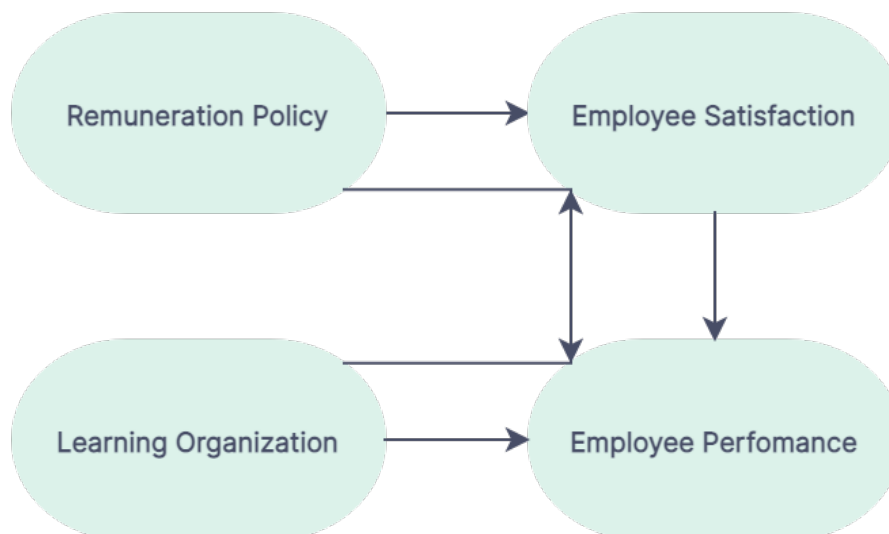 Remuneration Policy
Employee Satisfaction
Learning Organization
Employee Perfomance